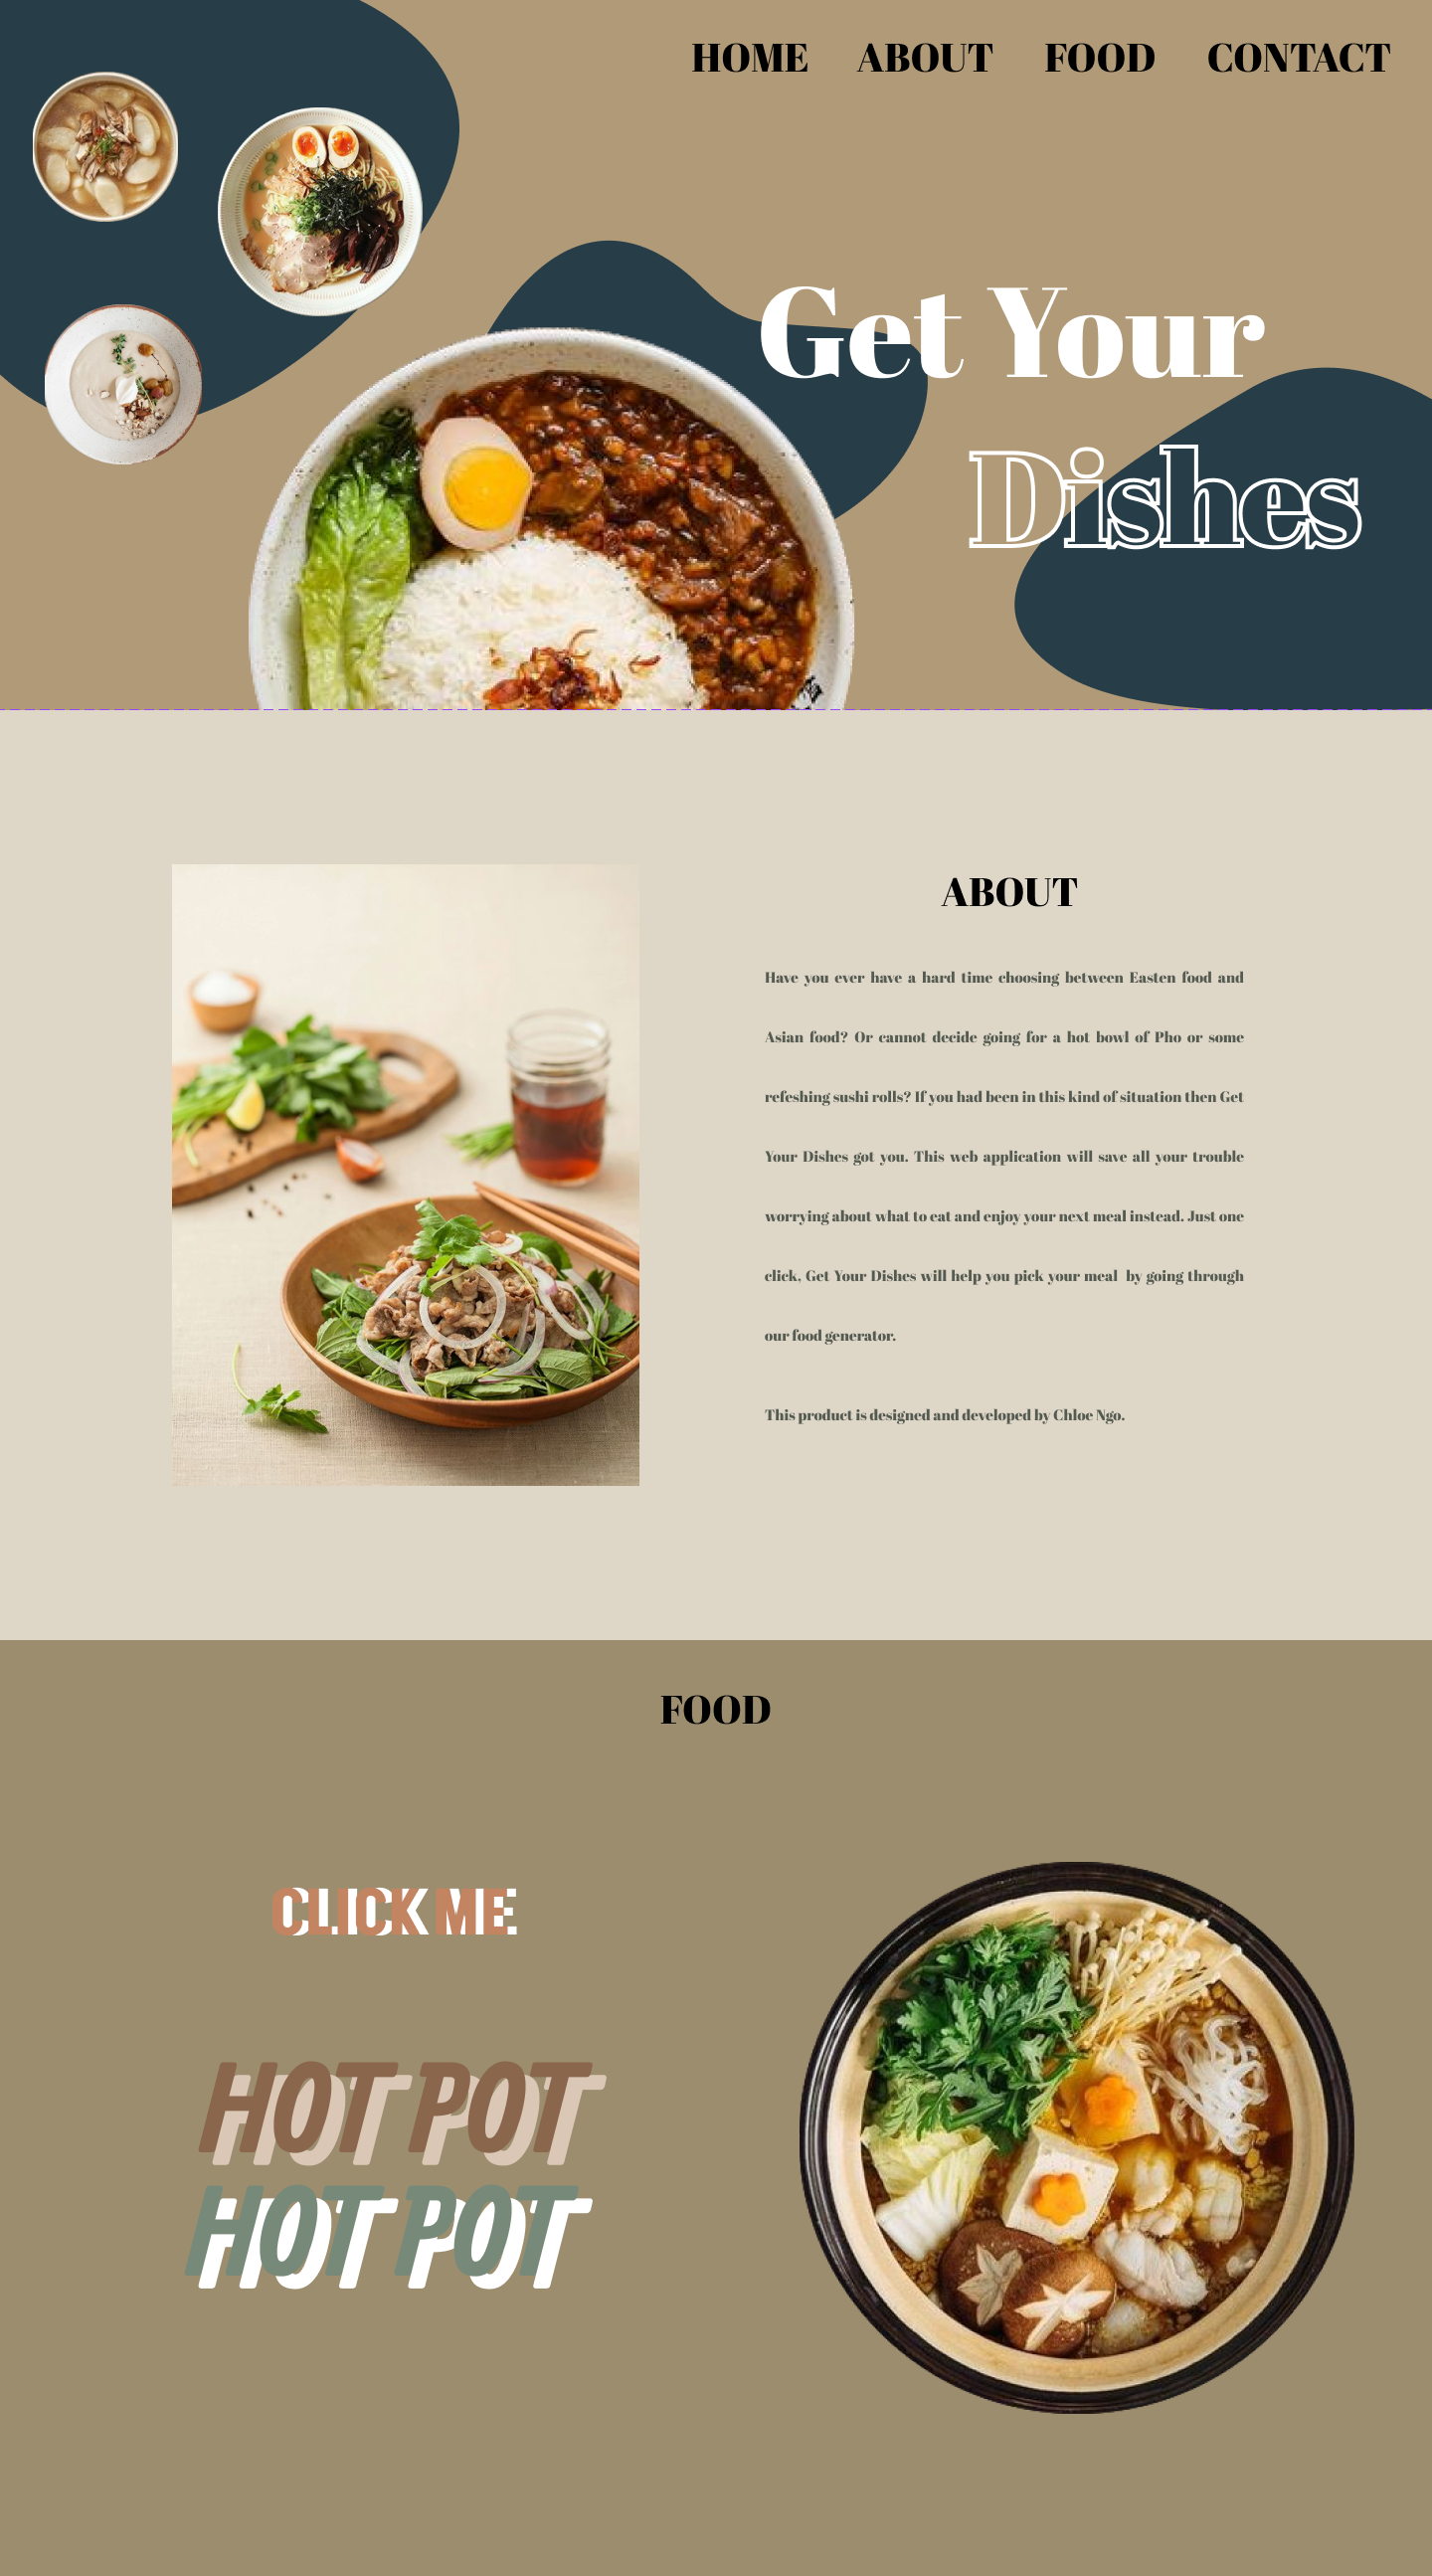 HOME ABOUT FOOD CONTACT
Get Your
Dishes
ABOUT
Have you ever have a hard time choosing between Easten food and
Asian food? Or cannot decide going for a hot bowl of Pho or some
refeshing sushi rolls? If you had been in this kind of situation then Get
Your Dishes got you. This web application will save all your trouble
worrying about what to eat and enjoy your next meal instead. Just one
click, Get Your Dishes will help you pick your meal by going through
our food generator.
This product is designed and developed by Chloe Ngo.
FOOD
CLICK ME
HOT POT
HOT POT